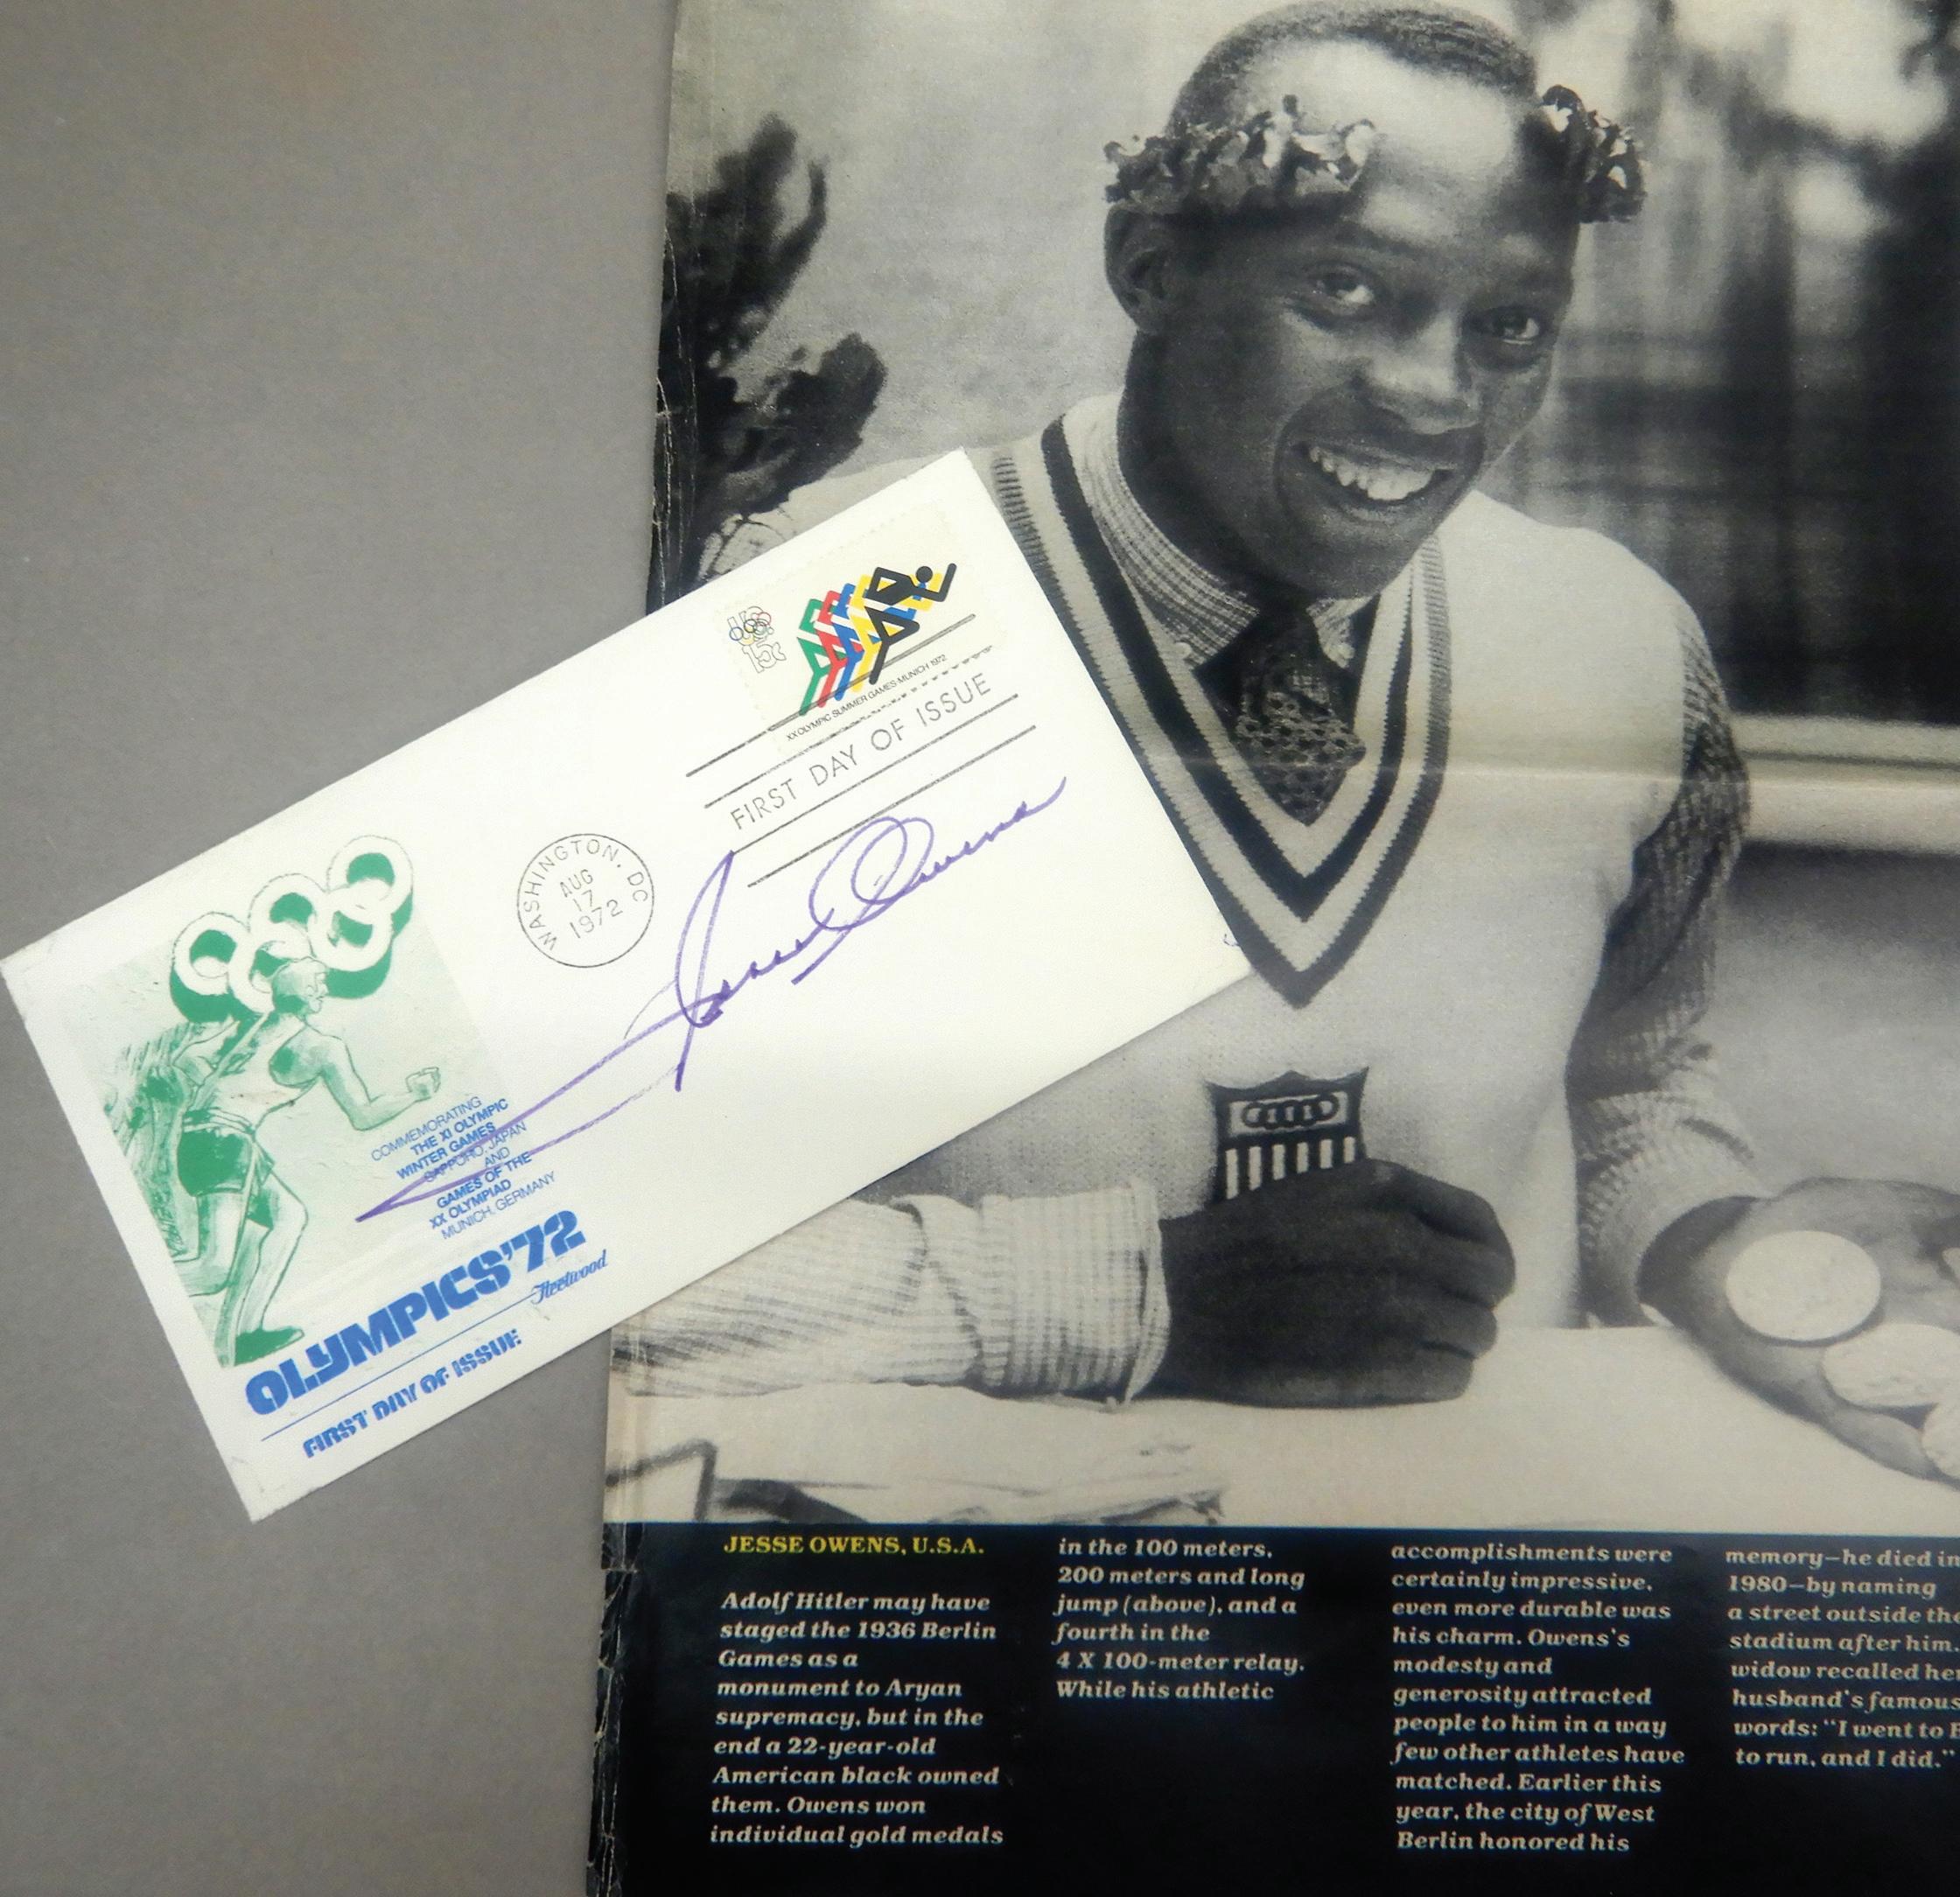 U.S.
15c
XX OLYMPIC SUMMER GAMES MUNICH 1972
FIRST DAY OF ISSUE
WASHINGTON, DC
AUG
17
1972
Jesse Owens
COMMEMORATING
THE XI OLYMPIC
WINTER GAMES
SAPPORO, JAPAN
AND
GAMES OF THE
XX OLYMPIAD
MUNICH, GERMANY
OLYMPICS '72
Fleetwood
FIRST DAY OF ISSUE
JESSE OWENS, U.S.A.
Adolf Hitler may have
staged the 1936 Berlin
Games as a
monument to Aryan
supremacy, but in the
end a 22-year-old
American black owned
them. Owens won
individual gold medals
in the 100 meters,
200 meters and long
jump (above), and a
fourth in the
4 X 100-meter relay.
While his athletic
accomplishments were
certainly impressive,
even more durable was
his charm. Owens's
modesty and
generosity attracted
people to him in a way
few other athletes have
matched. Earlier this
year, the city of West
Berlin honored his
memory—he died in
1980—by naming
a street outside the
stadium after him.
widow recalled her
husband's famous
words: "I went to
to run, and I did."